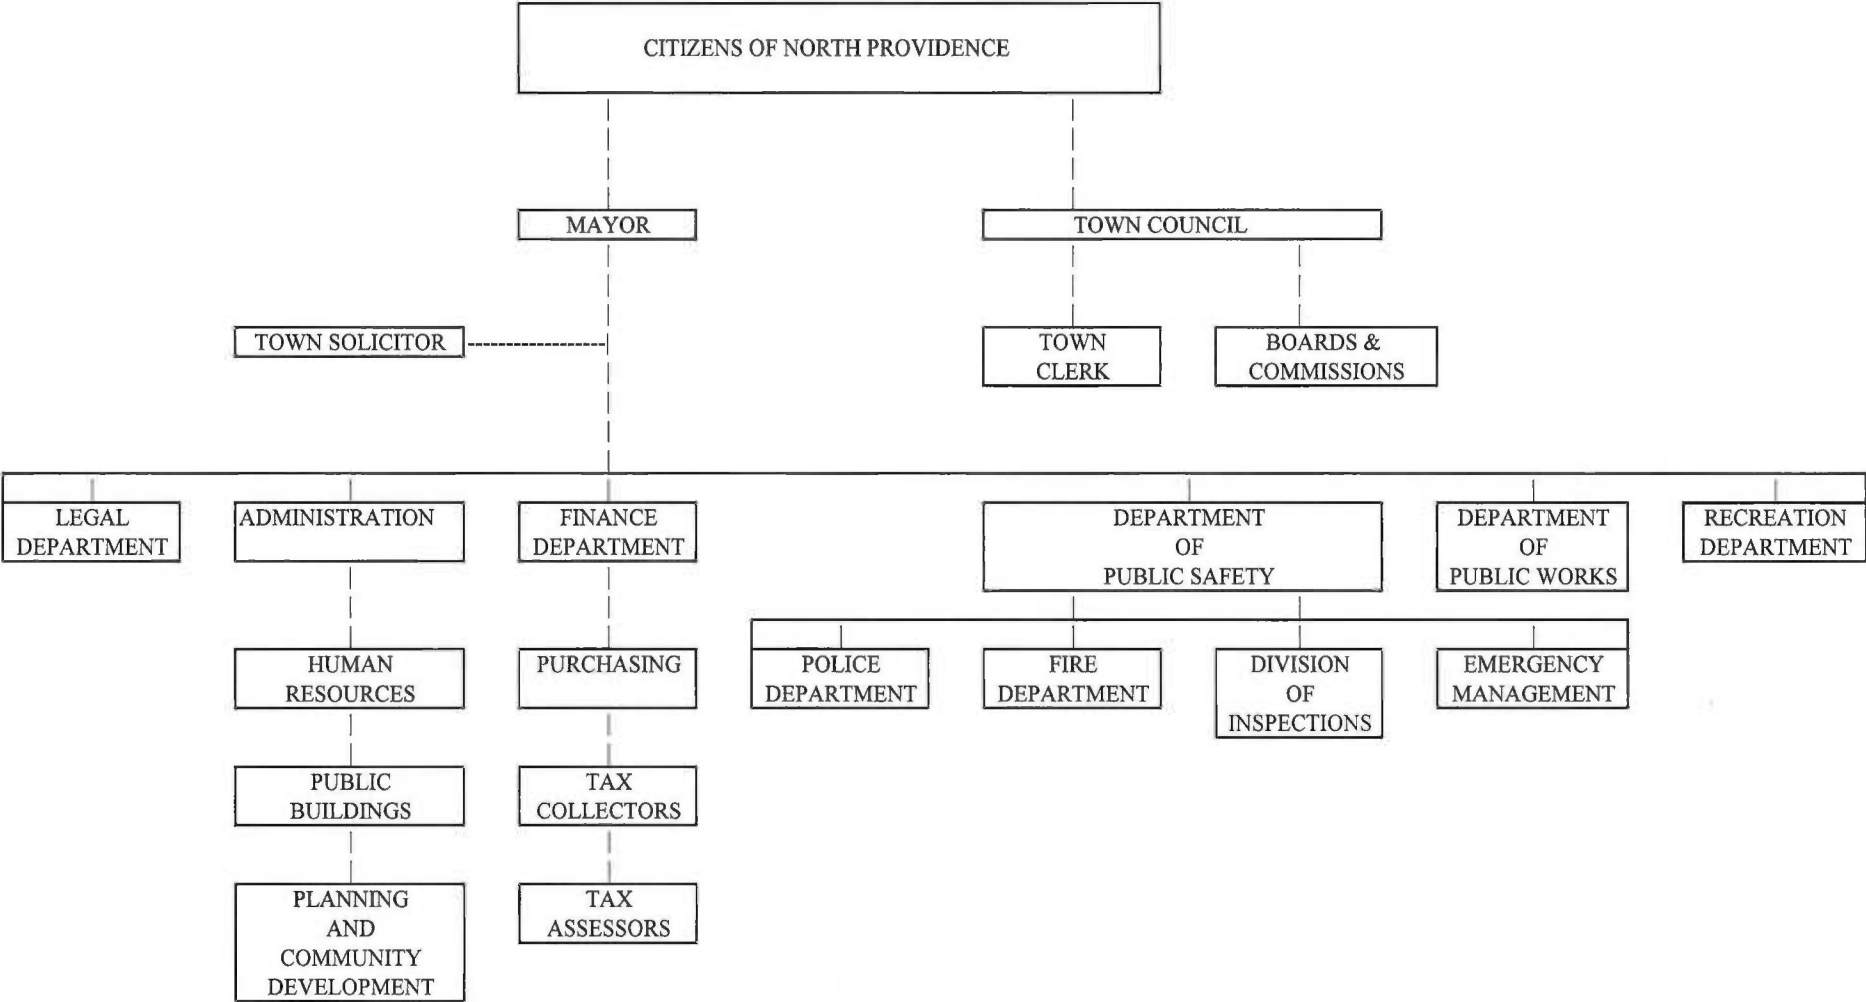 CITIZENS OF NORTH PROVIDENCE
MAYOR
TOWN COUNCIL
TOWN SOLICITOR
TOWN
CLERK
BOARDS &
COMMISSIONS
LEGAL
DEPARTMENT
ADMINISTRATION
FINANCE
DEPARTMENT
DEPARTMENT
OF
PUBLIC SAFETY
DEPARTMENT
OF
PUBLIC WORKS
RECREATION
DEPARTMENT
HUMAN
RESOURCES
PURCHASING
POLICE
DEPARTMENT
FIRE
DEPARTMENT
DIVISION
OF
INSPECTIONS
EMERGENCY
MANAGEMENT
PUBLIC
BUILDINGS
TAX
COLLECTORS
PLANNING
AND
COMMUNITY
DEVELOPMENT
TAX
ASSESSORS